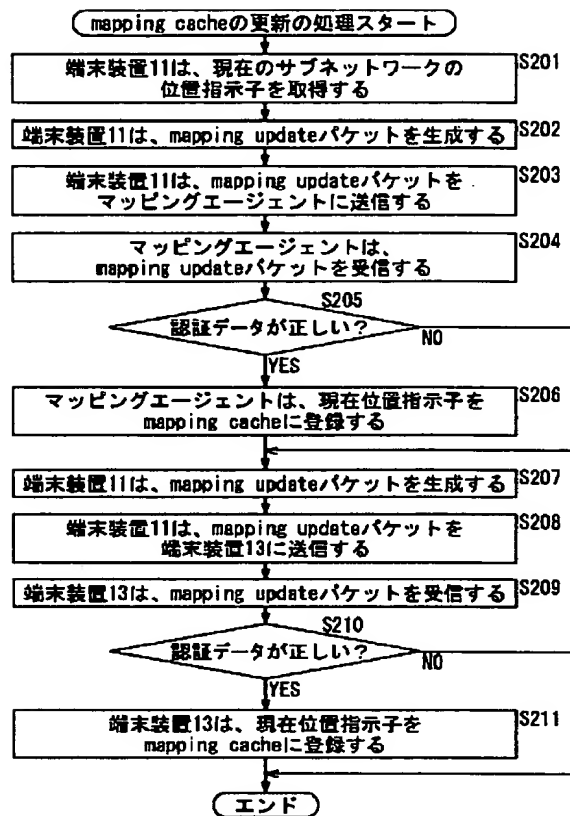 mapping cacheの更新の処理スタート
端末装置11は、現在のサブネットワークの
位置指示子を取得する
S201
端末装置11は、mapping updateパケットを生成する
S202
端末装置11は、mapping updateパケットを
マッピングエージェントに送信する
S203
マッピングエージェントは、
mapping updateパケットを受信する
S204
S205
認証データが正しい?
NO
YES
マッピングエージェントは、現在位置指示子を
mapping cacheに登録する
S206
端末装置11は、mapping updateパケットを生成する
S207
端末装置11は、mapping updateパケットを
端末装置13に送信する
S208
端末装置13は、mapping updateパケットを受信する
S209
S210
認証データが正しい?
NO
YES
端末装置13は、現在位置指示子を
mapping cacheに登録する
S211
エンド